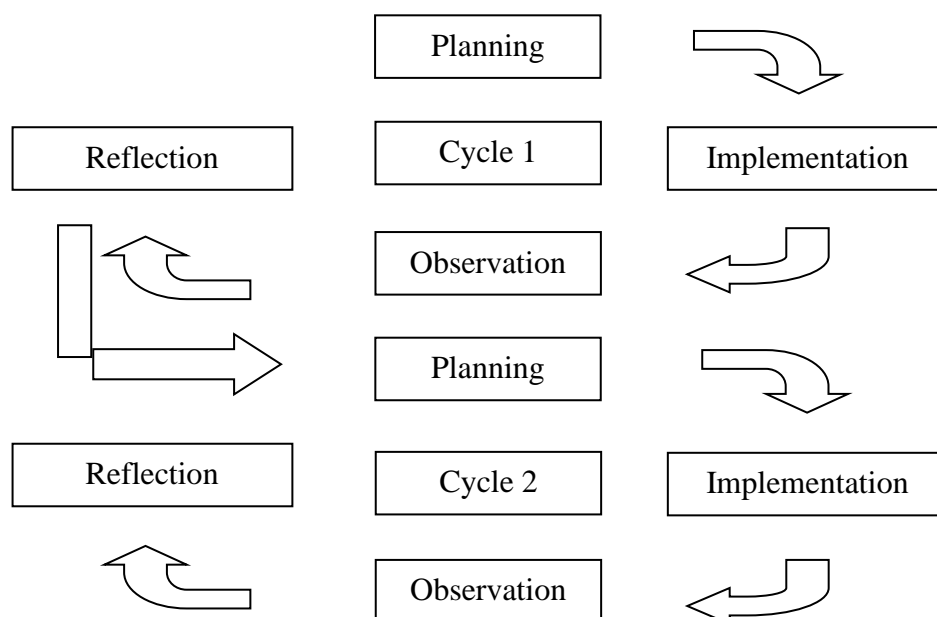 Planning
Reflection
Cycle 1
Implementation
Observation
Planning
Reflection
Cycle 2
Implementation
Observation